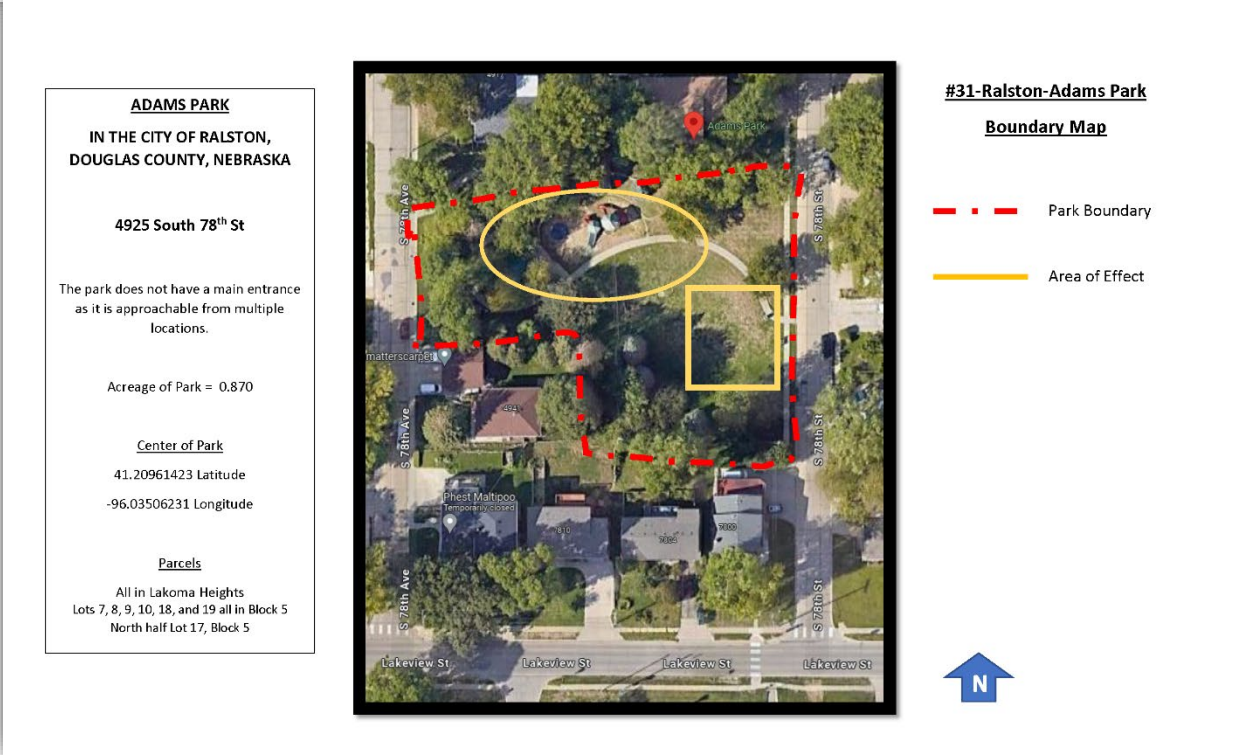 ADAMS PARK
IN THE CITY OF RALSTON,
DOUGLAS COUNTY, NEBRASKA
4925 South 78th St
The park does not have a main entrance
as it is approachable from multiple
locations.
Acreage of Park = 0.870
Center of Park
41.20961423 Latitude
-96.03506231 Longitude
Parcels
All in Lakoma Heights
Lots 7, 8, 9, 10, 18, and 19 all in Block 5
North half Lot 17, Block 5
Adams Park
S 78th Ave
S 78th St
matterscarpet
4941
S 78th Ave
S 78th St
Phest Maltipoo
Temporarily closed
7810
7804
7800
S 78th Ave
S 78th St
Lakeview St
Lakeview St
Lakeview St
Lakeview St
#31-Ralston-Adams Park
Boundary Map
Park Boundary
Area of Effect
N